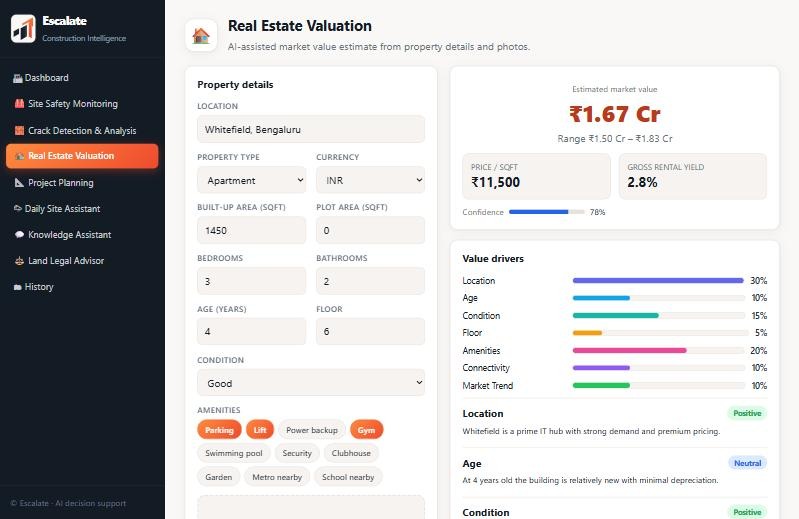 Escalate
Construction Intelligence
Dashboard
Site Safety Monitoring
Crack Detection & Analysis
Real Estate Valuation
Project Planning
Daily Site Assistant
Knowledge Assistant
Land Legal Advisor
History
© Escalate · AI decision support
Real Estate Valuation
AI-assisted market value estimate from property details and photos.
Property details
LOCATION
Whitefield, Bengaluru
PROPERTY TYPE CURRENCY
Apartment INR
BUILT-UP AREA (SQFT) PLOT AREA (SQFT)
1450 0
BEDROOMS BATHROOMS
3 2
AGE (YEARS) FLOOR
4 6
CONDITION
Good
AMENITIES
Parking Lift Power backup Gym
Swimming pool Security Clubhouse
Garden Metro nearby School nearby
Estimated market value
₹1.67 Cr
Range ₹1.50 Cr – ₹1.83 Cr
PRICE / SQFT GROSS RENTAL YIELD
₹11,500 2.8%
Confidence 78%
Value drivers
Location 30%
Age 10%
Condition 15%
Floor 5%
Amenities 20%
Connectivity 10%
Market Trend 10%
Location Positive
Whitefield is a prime IT hub with strong demand and premium pricing.
Age Neutral
At 4 years old the building is relatively new with minimal depreciation.
Condition Positive